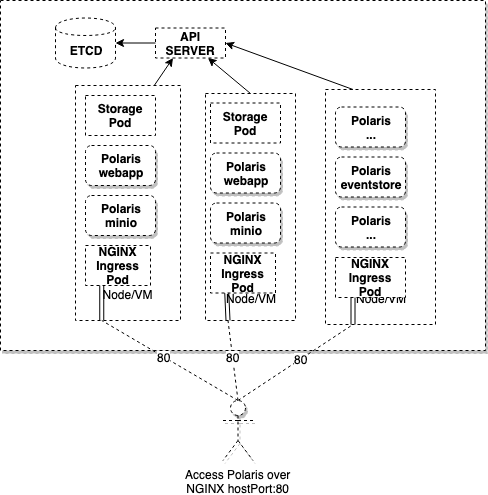 ETCD
API
SERVER
Storage
Pod
Polaris
webapp
Polaris
minio
NGINX
Ingress
Pod
Node/VM
Storage
Pod
Polaris
webapp
Polaris
minio
NGINX
Ingress
Pod
Node/VM
Polaris
...
Polaris
eventstore
Polaris
...
NGINX
Ingress
Pod
Node/VM
80
80
80
Access Polaris over
NGINX hostPort:80